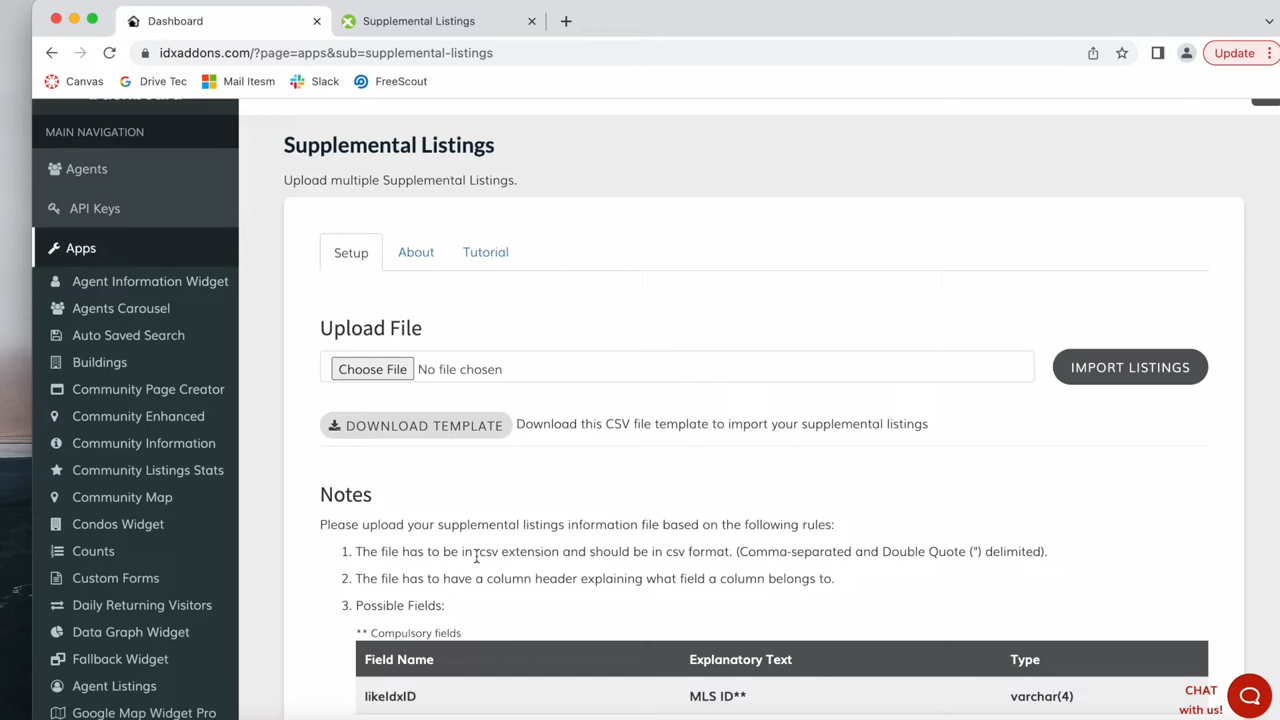 Dashboard
Supplemental Listings
idxaddons.com/?page=apps&sub=supplemental-listings
Update
Canvas
Drive Tec
Mail Itesm
Slack
FreeScout
MAIN NAVIGATION
Agents
API Keys
Apps
Agent Information Widget
Agents Carousel
Auto Saved Search
Buildings
Community Page Creator
Community Enhanced
Community Information
Community Listings Stats
Community Map
Condos Widget
Counts
Custom Forms
Daily Returning Visitors
Data Graph Widget
Fallback Widget
Agent Listings
Google Map Widget Pro
Supplemental Listings
Upload multiple Supplemental Listings.
Setup
About
Tutorial
Upload File
Choose File No file chosen
IMPORT LISTINGS
DOWNLOAD TEMPLATE Download this CSV file template to import your supplemental listings
Notes
Please upload your supplemental listings information file based on the following rules:
1. The file has to be in csv extension and should be in csv format. (Comma-separated and Double Quote (") delimited).
2. The file has to have a column header explaining what field a column belongs to.
3. Possible Fields:
** Compulsory fields
Field Name Explanatory Text Type
likeIdxID MLS ID** varchar(4)
CHAT
with us!